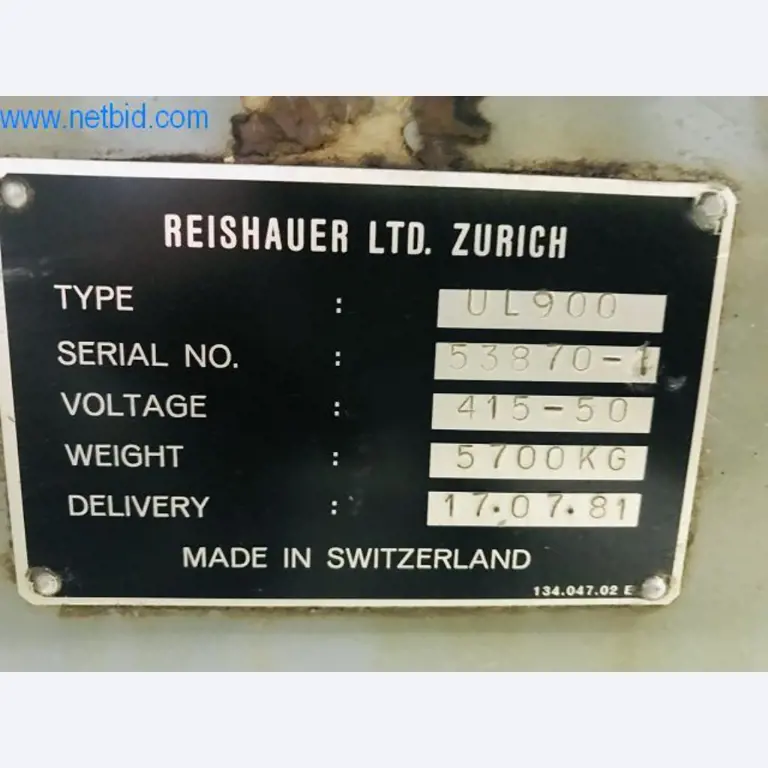 www.netbid.com
REISHAUER LTD. ZURICH
TYPE : UL900
SERIAL NO. : 53870-1
VOLTAGE : 415-50
WEIGHT : 5700KG
DELIVERY : 17.07.81
MADE IN SWITZERLAND
134.047.02 E